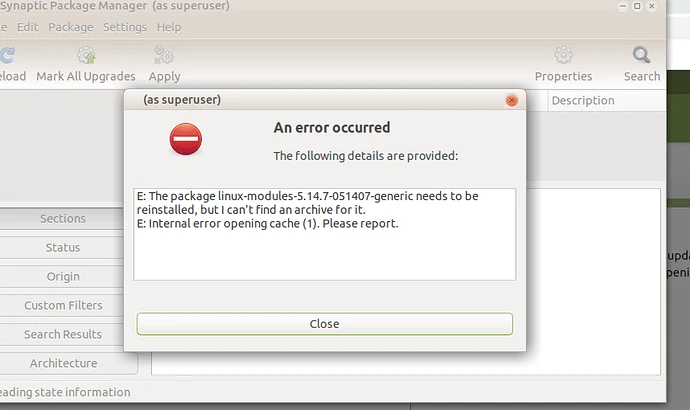 Synaptic Package Manager (as superuser)
Edit Package Settings Help
Mark All Upgrades Apply Properties Search
(as superuser)
Description
An error occurred
The following details are provided:
E: The package linux-modules-5.14.7-051407-generic needs to be
reinstalled, but I can't find an archive for it.
E: Internal error opening cache (1). Please report.
Sections
Status
Origin
Custom Filters
Close
Search Results
Architecture
eading state information